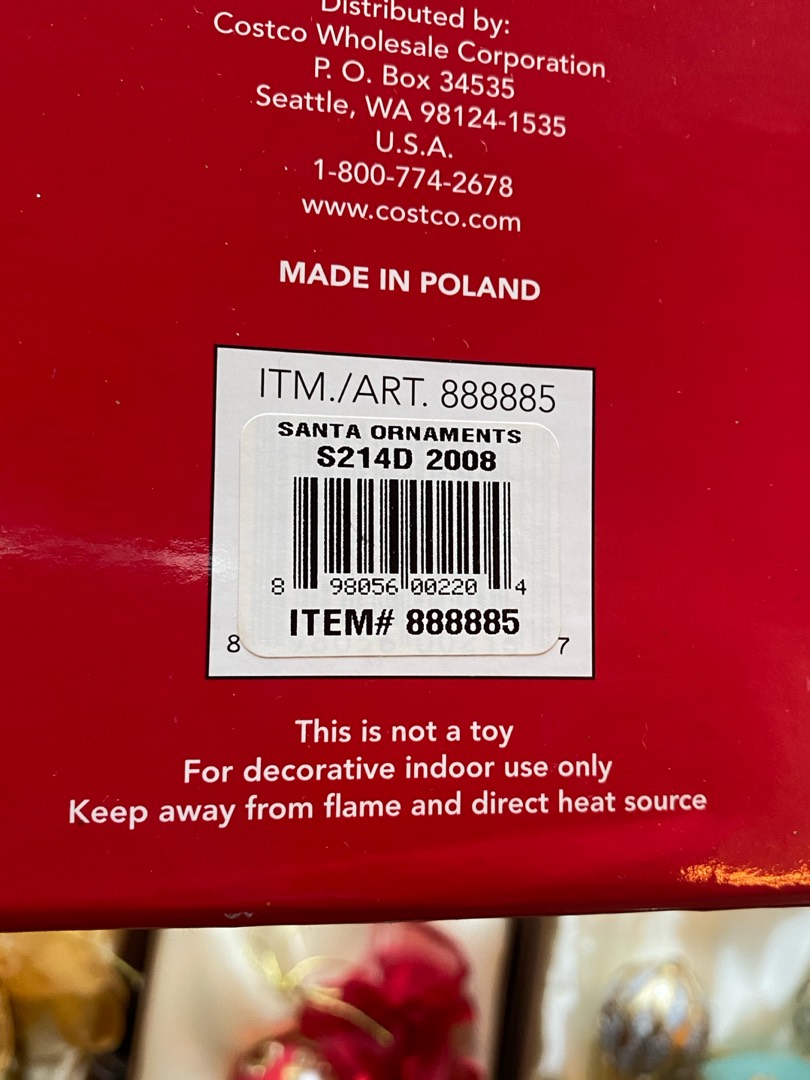 Distributed by:
Costco Wholesale Corporation
P. O. Box 34535
Seattle, WA 98124-1535
U.S.A.
1-800-774-2678
www.costco.com
MADE IN POLAND
ITM./ART. 888885
SANTA ORNAMENTS
S214D 2008
8 98056 00220 4
ITEM# 888885
8 7
This is not a toy
For decorative indoor use only
Keep away from flame and direct heat source